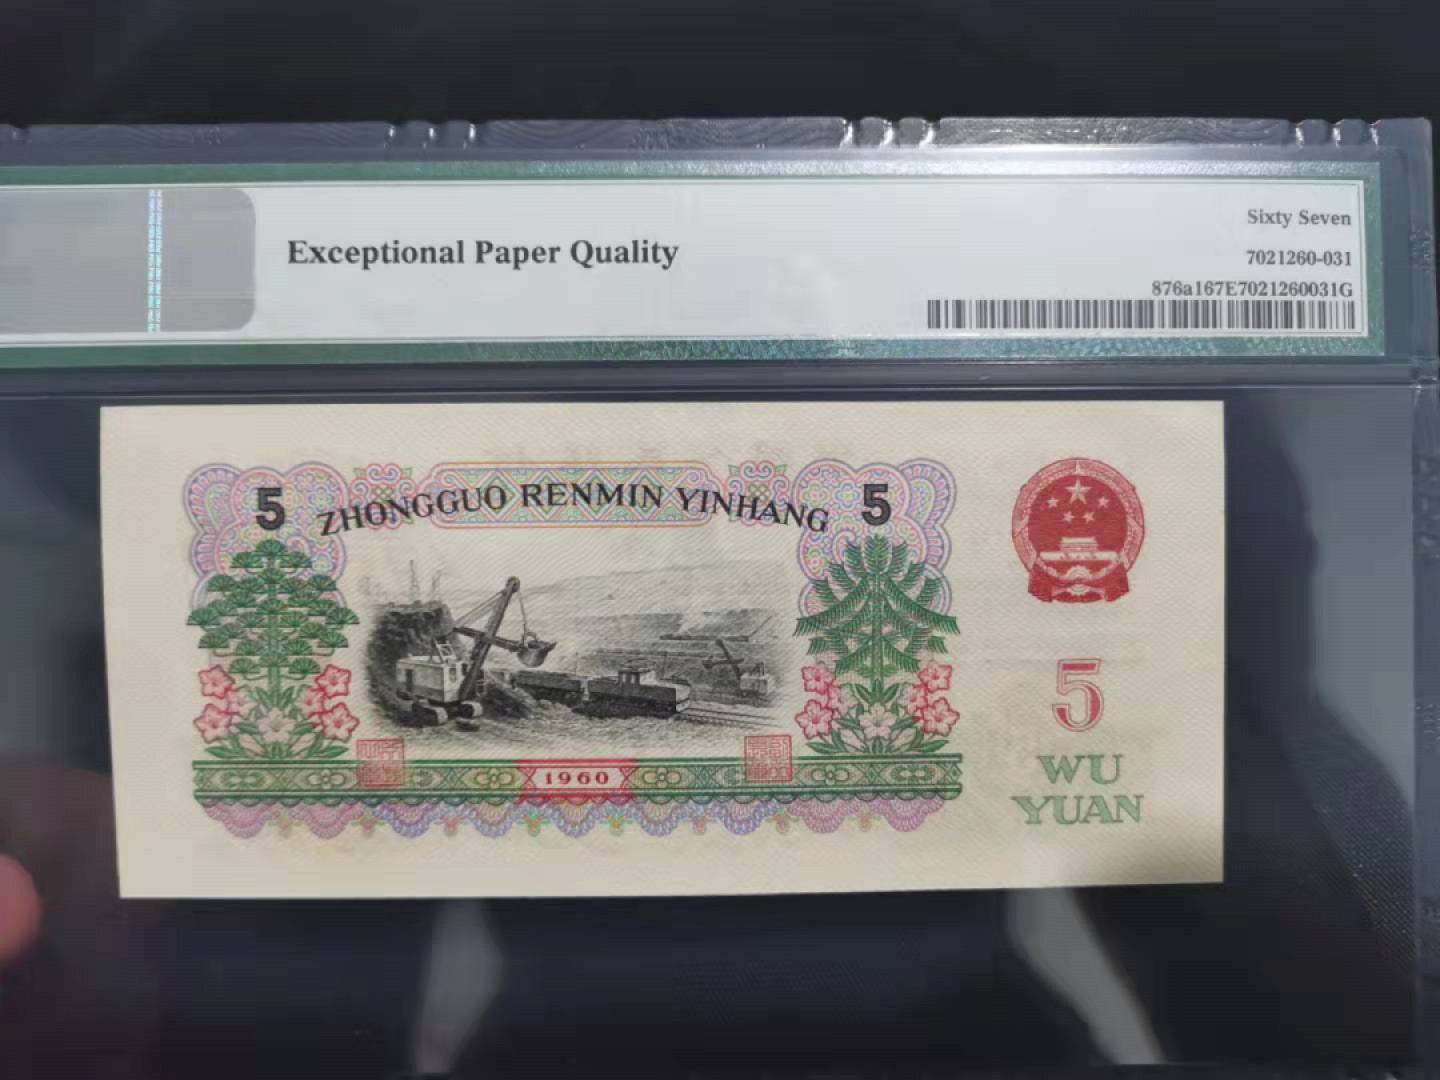 Exceptional Paper Quality
Sixty Seven
7021260-031
876a167E7021260031G
5 ZHONGGUO RENMIN YINHANG 5
5
WU
YUAN
1960